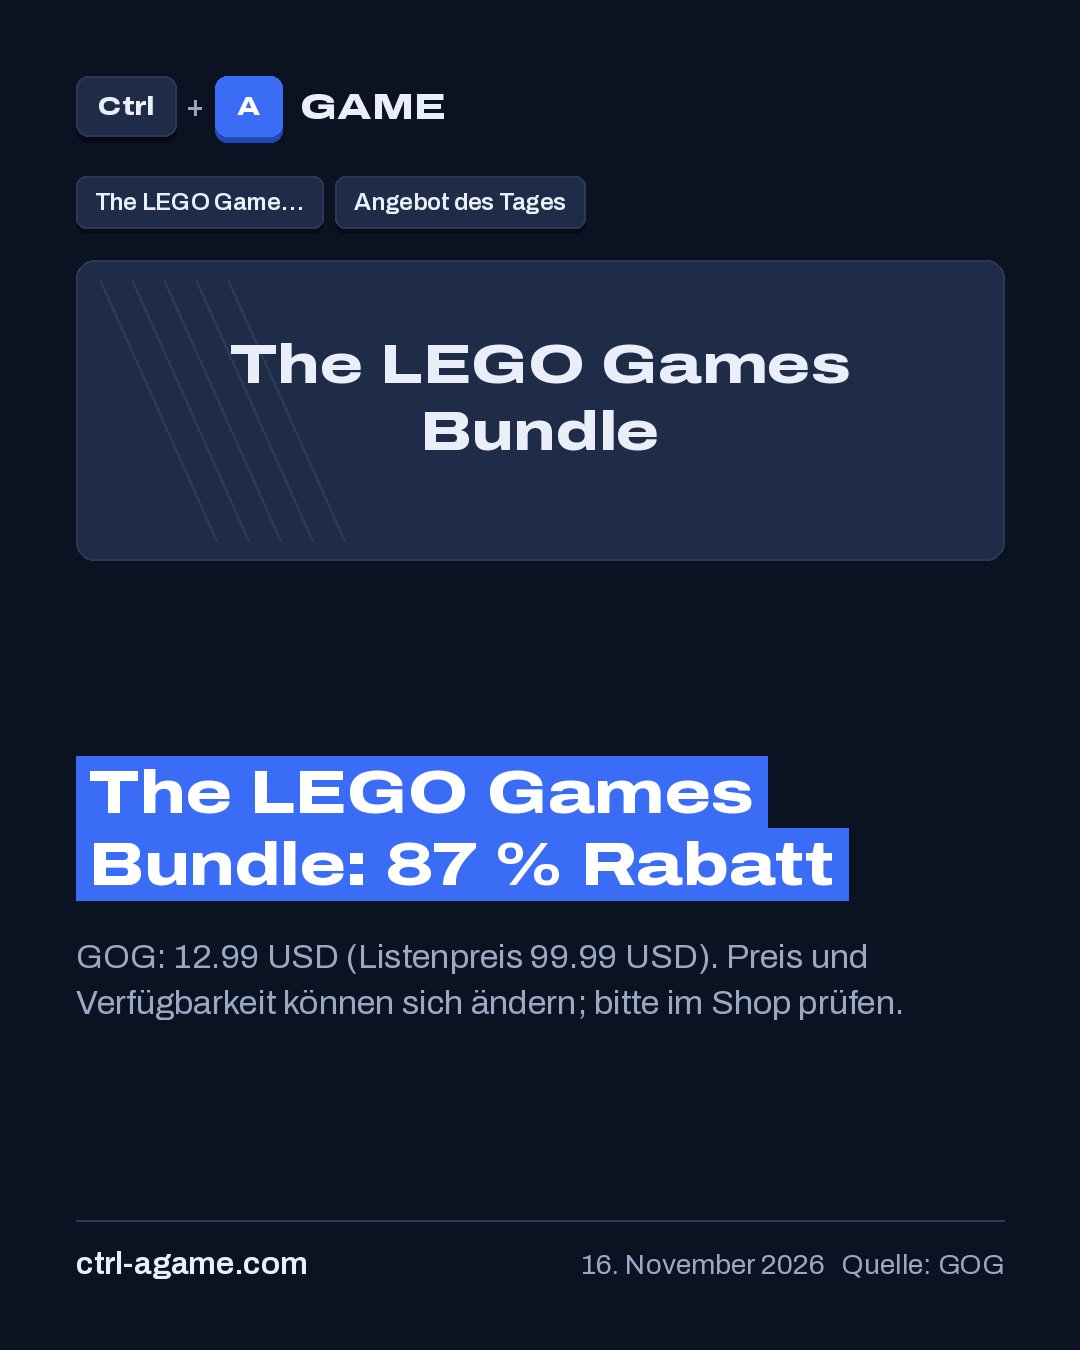 Ctrl + A GAME
The LEGO Game… Angebot des Tages
The LEGO Games
Bundle
The LEGO Games
Bundle: 87 % Rabatt
GOG: 12.99 USD (Listenpreis 99.99 USD). Preis und
Verfügbarkeit können sich ändern; bitte im Shop prüfen.
ctrl-agame.com 16. November 2026 Quelle: GOG